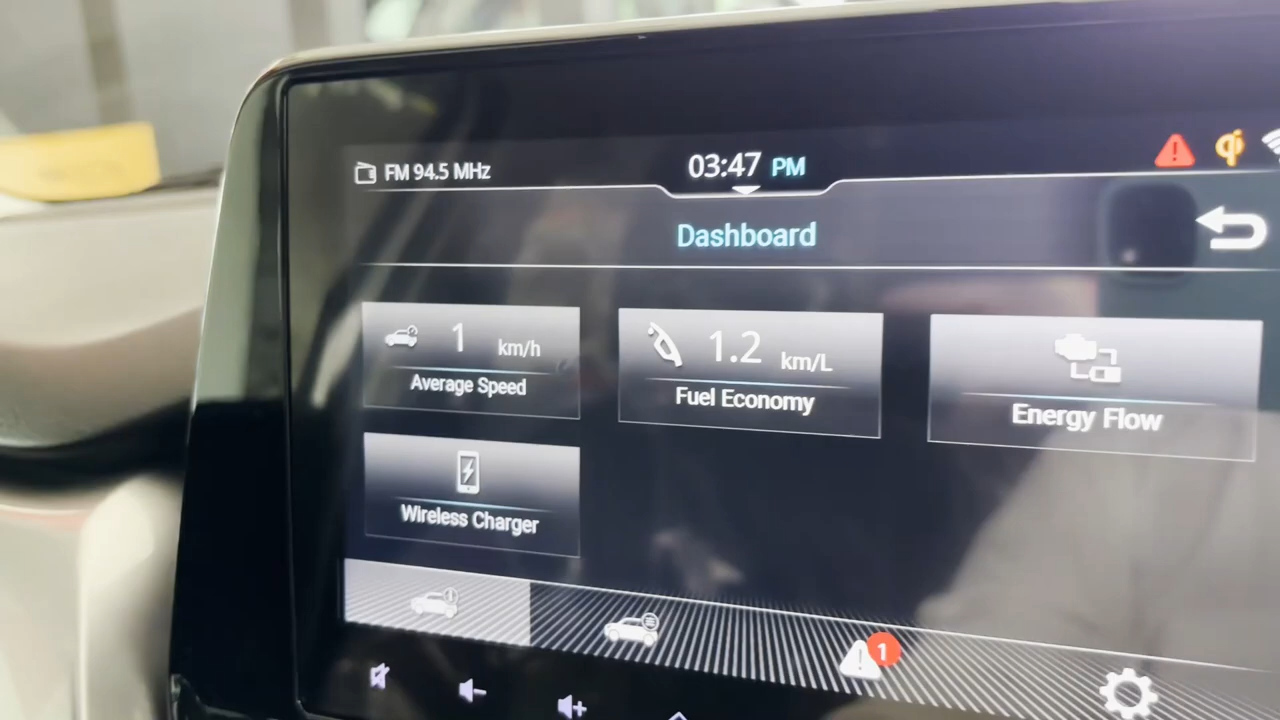 FM 94.5 MHz
03:47 PM
Dashboard
1 km/h
Average Speed
1.2 km/L
Fuel Economy
Energy Flow
Wireless Charger
1